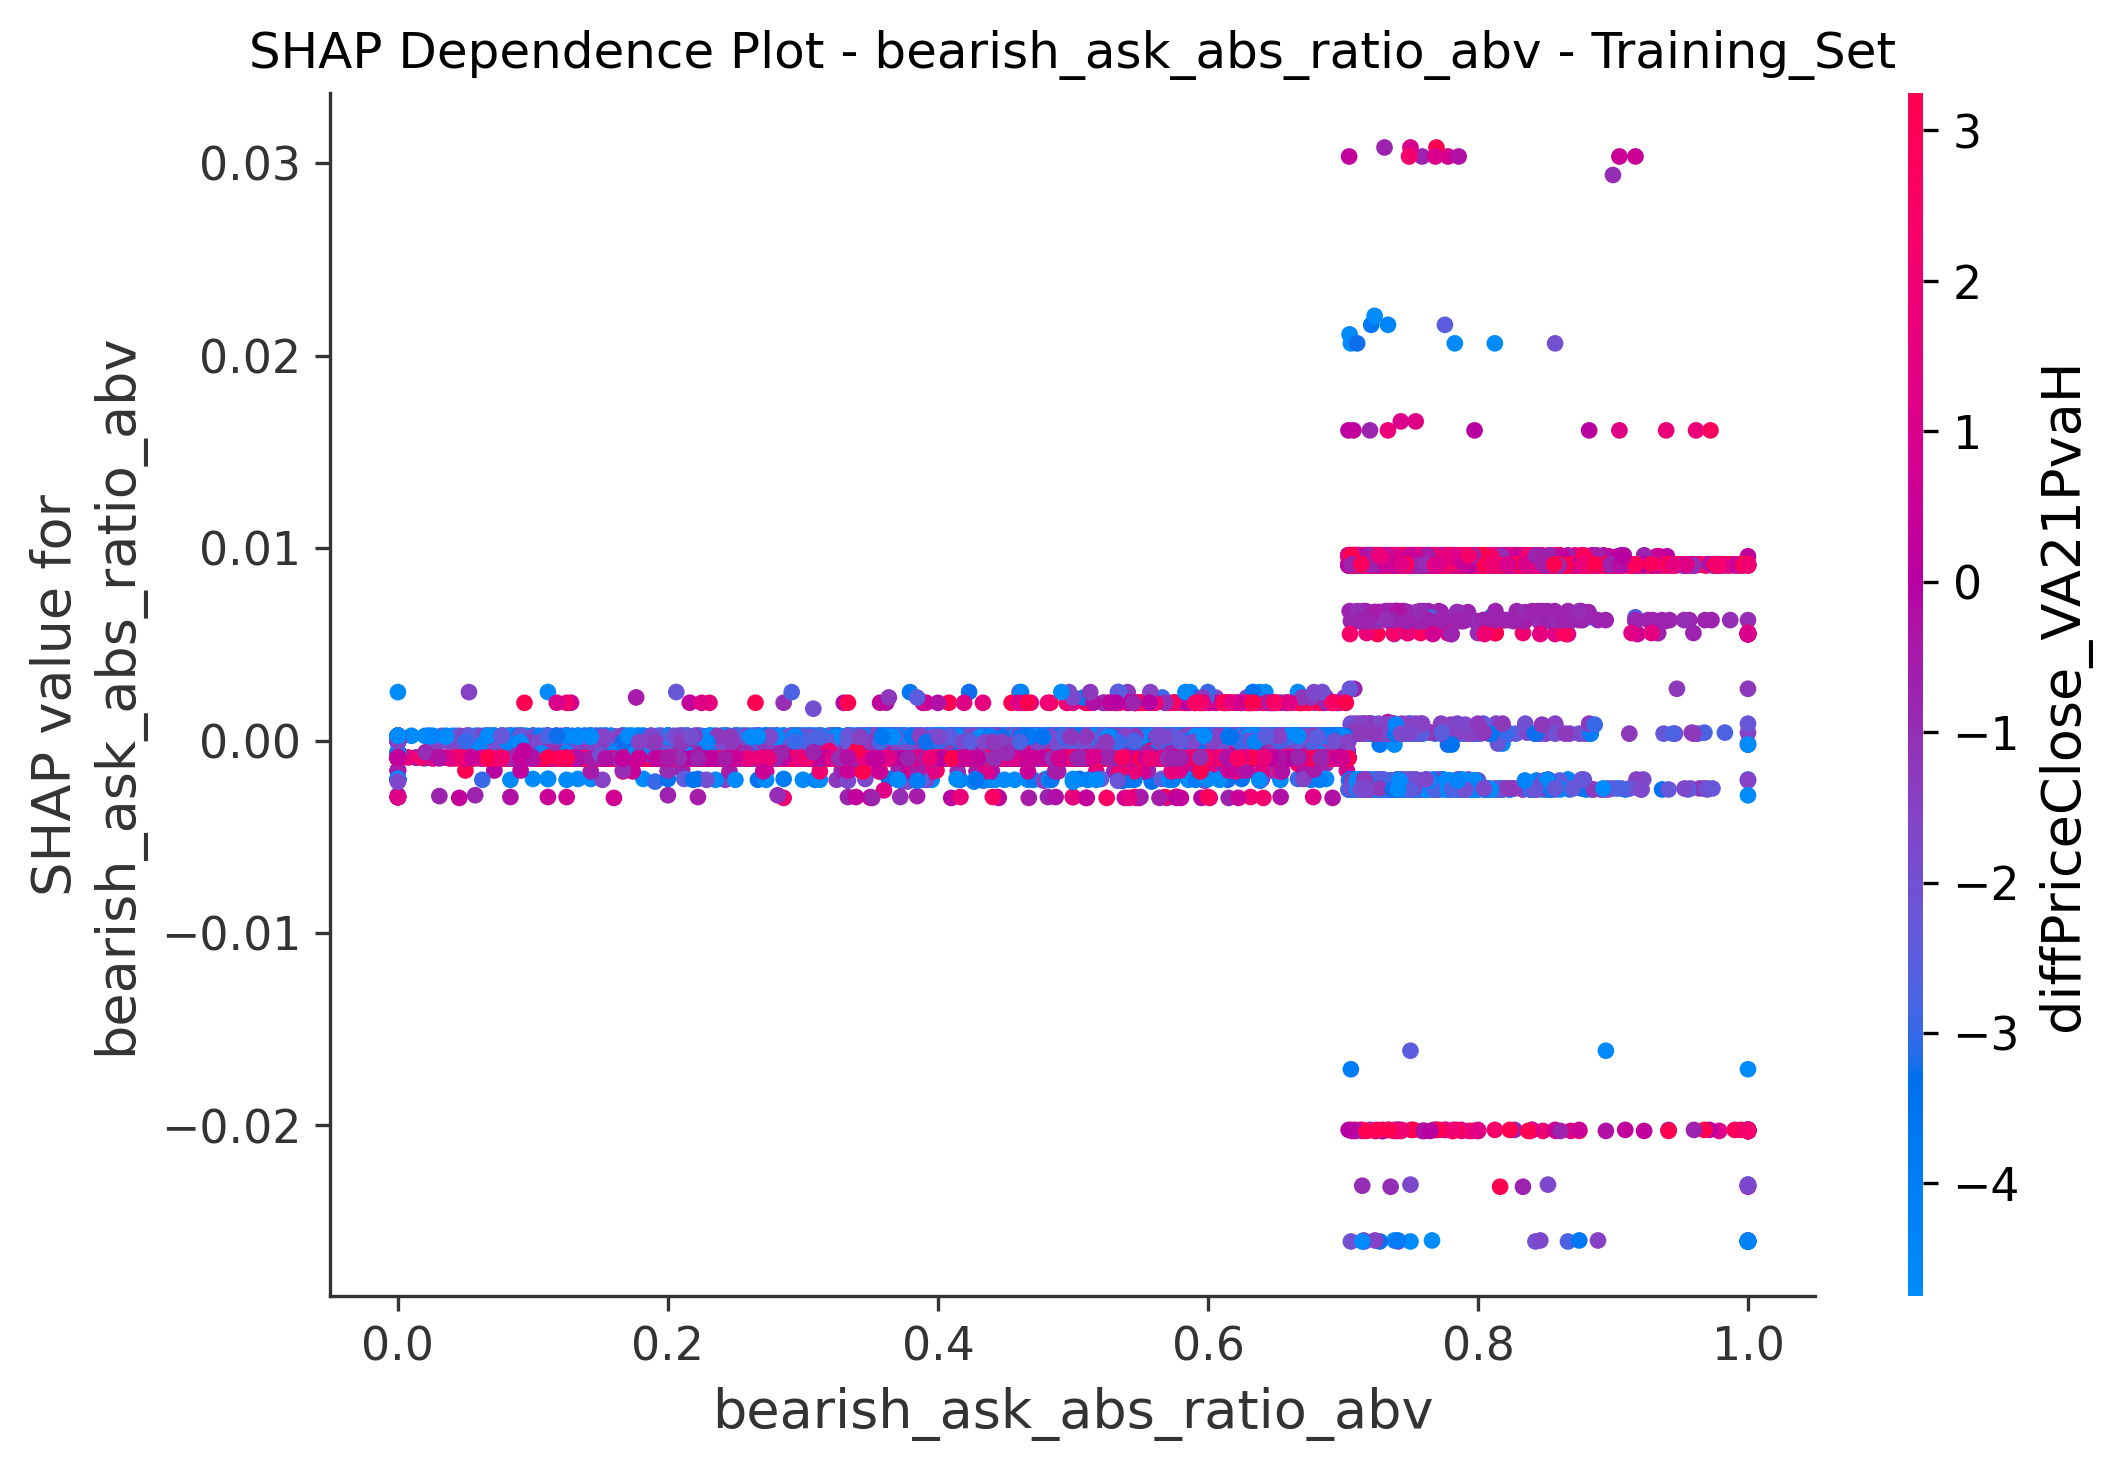 SHAP Dependence Plot - bearish_ask_abs_ratio_abv - Training_Set
SHAP value for
bearish_ask_abs_ratio_abv
0.03
0.02
0.01
0.00
−0.01
−0.02
0.0 0.2 0.4 0.6 0.8 1.0
bearish_ask_abs_ratio_abv
3
2
1
0
−1
−2
−3
−4
diffPriceClose_VA21PvaH